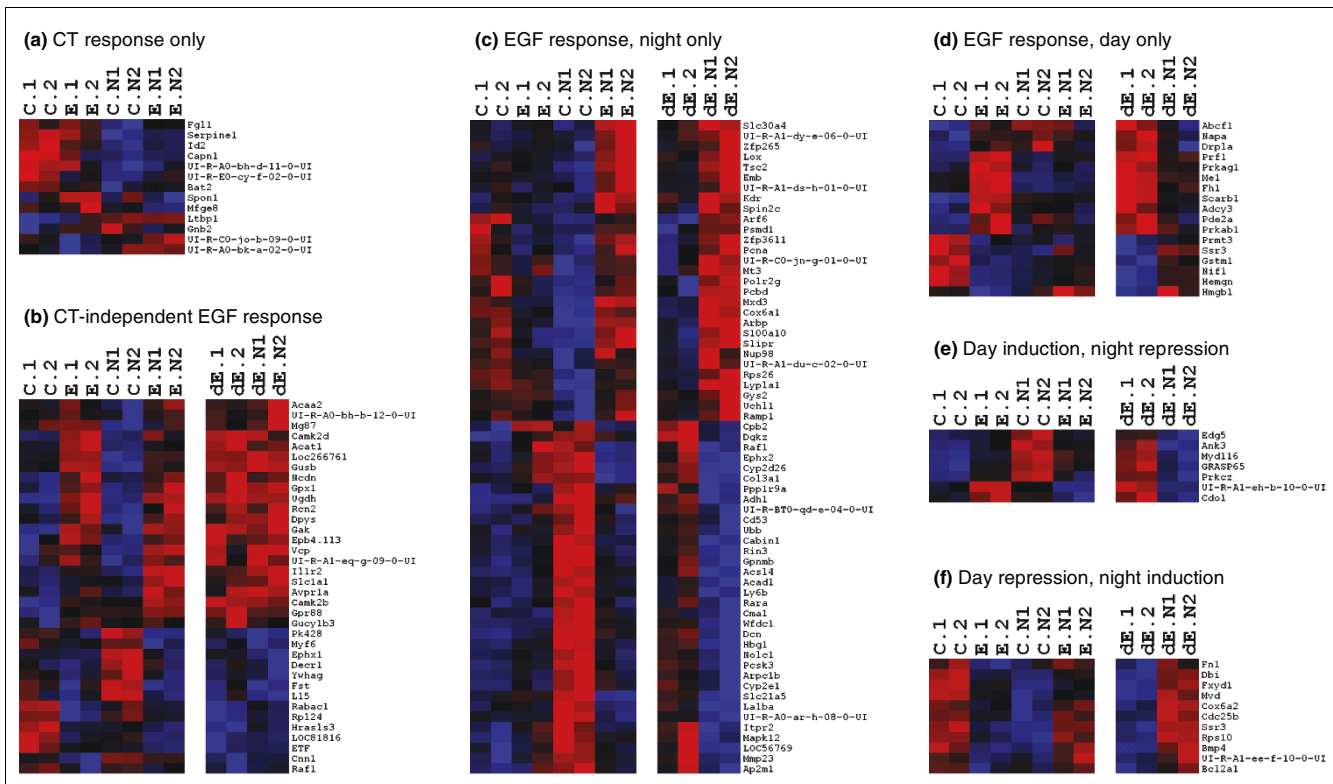 (a) CT response only
C.1 C.2 E.1 E.2 C.N1 C.N2 E.N1 E.N2
Fgl1
Serpine1
Id2
Capn1
UI-R-A0-bh-d-11-0-UI
UI-R-E0-cy-f-02-0-UI
Bat2
Spon1
Mfge8
Ltbp1
Gnb2
UI-R-C0-jo-b-09-0-UI
UI-R-A0-bk-a-02-0-UI
(b) CT-independent EGF response
C.1 C.2 E.1 E.2 C.N1 C.N2 E.N1 E.N2 dE.1 dE.2 dE.N1 dE.N2
Acaa2
UI-R-A0-bh-b-12-0-UI
Mg87
Camk2d
Acat1
Loc266761
Gusb
Ncdn
Gpx1
Ugdh
Rcn2
Dpys
Gak
Epb4.113
Vcp
UI-R-A1-eq-g-09-0-UI
Il1r2
Slc1a1
Avpr1a
Camk2b
Gpr88
Gucy1b3
Pk428
Myf6
Ephx1
Decr1
Ywhag
Fst
L15
Rabac1
Rpl24
Hrasls3
LOC81816
ETF
Cnn1
Raf1
(c) EGF response, night only
C.1 C.2 E.1 E.2 C.N1 C.N2 E.N1 E.N2 dE.1 dE.2 dE.N1 dE.N2
Slc30a4
UI-R-A1-dy-e-06-0-UI
Zfp265
Lox
Tsc2
Emb
UI-R-A1-ds-h-01-0-UI
Kdr
Spin2c
Arf6
Psmd1
Zfp36l1
Pcna
UI-R-C0-jn-g-01-0-UI
Mt3
Polr2g
Pcbd
Mxd3
Cox6a1
Arbp
S100a10
Slipr
Nup98
UI-R-A1-du-c-02-0-UI
Rps26
Lypla1
Gys2
Uchl1
Ramp1
Cpb2
Dgkz
Raf1
Ephx2
Cyp2d26
Col3a1
Ppp1r9a
Adh1
UI-R-BT0-qd-e-04-0-UI
Cd53
Ubb
Cabin1
Rin3
Gpnmb
Acsl4
Acad1
Ly6b
Rara
Cma1
Wfdc1
Dcn
Hbg1
Nolc1
Pcsk3
Arpc1b
Cyp2e1
Slc21a5
Lalba
UI-R-A0-ar-h-08-0-UI
Itpr2
Mapk12
LOC56769
Mmp23
Ap2m1
(d) EGF response, day only
C.1 C.2 E.1 E.2 C.N1 C.N2 E.N1 E.N2 dE.1 dE.2 dE.N1 dE.N2
Abcf1
Napa
Drpla
Prf1
Prkag1
Me1
Fh1
Scarb1
Adcy3
Pde2a
Prkab1
Prmt3
Ssr3
Gstm1
Nif1
Hemgn
Hmgb1
(e) Day induction, night repression
C.1 C.2 E.1 E.2 C.N1 C.N2 E.N1 E.N2 dE.1 dE.2 dE.N1 dE.N2
Edg5
Ank3
Myd116
GRASP65
Prkcz
UI-R-A1-eh-b-10-0-UI
Cdo1
(f) Day repression, night induction
C.1 C.2 E.1 E.2 C.N1 C.N2 E.N1 E.N2 dE.1 dE.2 dE.N1 dE.N2
Fn1
Dbi
Fxyd1
Mvd
Cox6a2
Cdc25b
Ssr3
Rps10
Bmp4
UI-R-A1-ee-f-10-0-UI
Bcl2a1